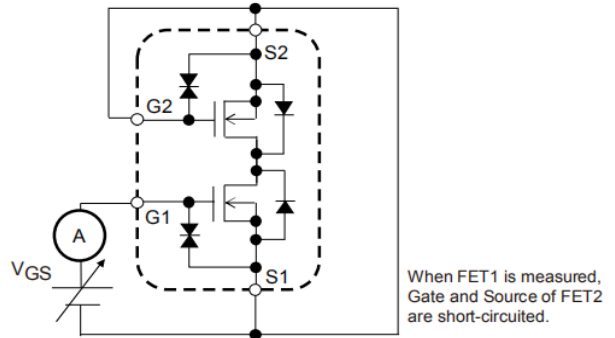 S2
G2
G1
A
VGS
S1
When FET1 is measured,
Gate and Source of FET2
are short-circuited.